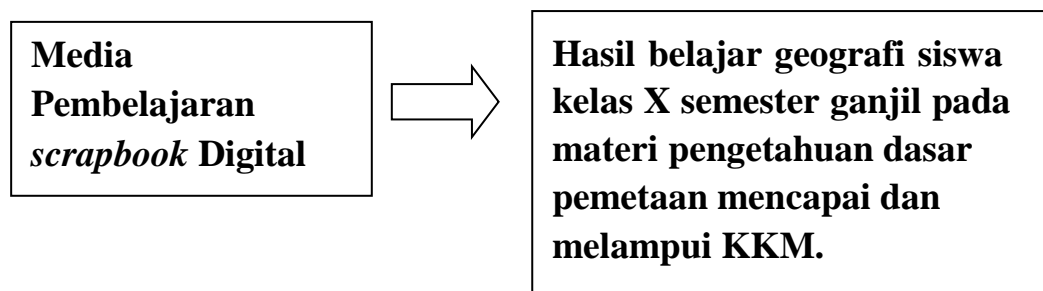 Media
Pembelajaran
scrapbook Digital
Hasil belajar geografi siswa
kelas X semester ganjil pada
materi pengetahuan dasar
pemetaan mencapai dan
melampui KKM.